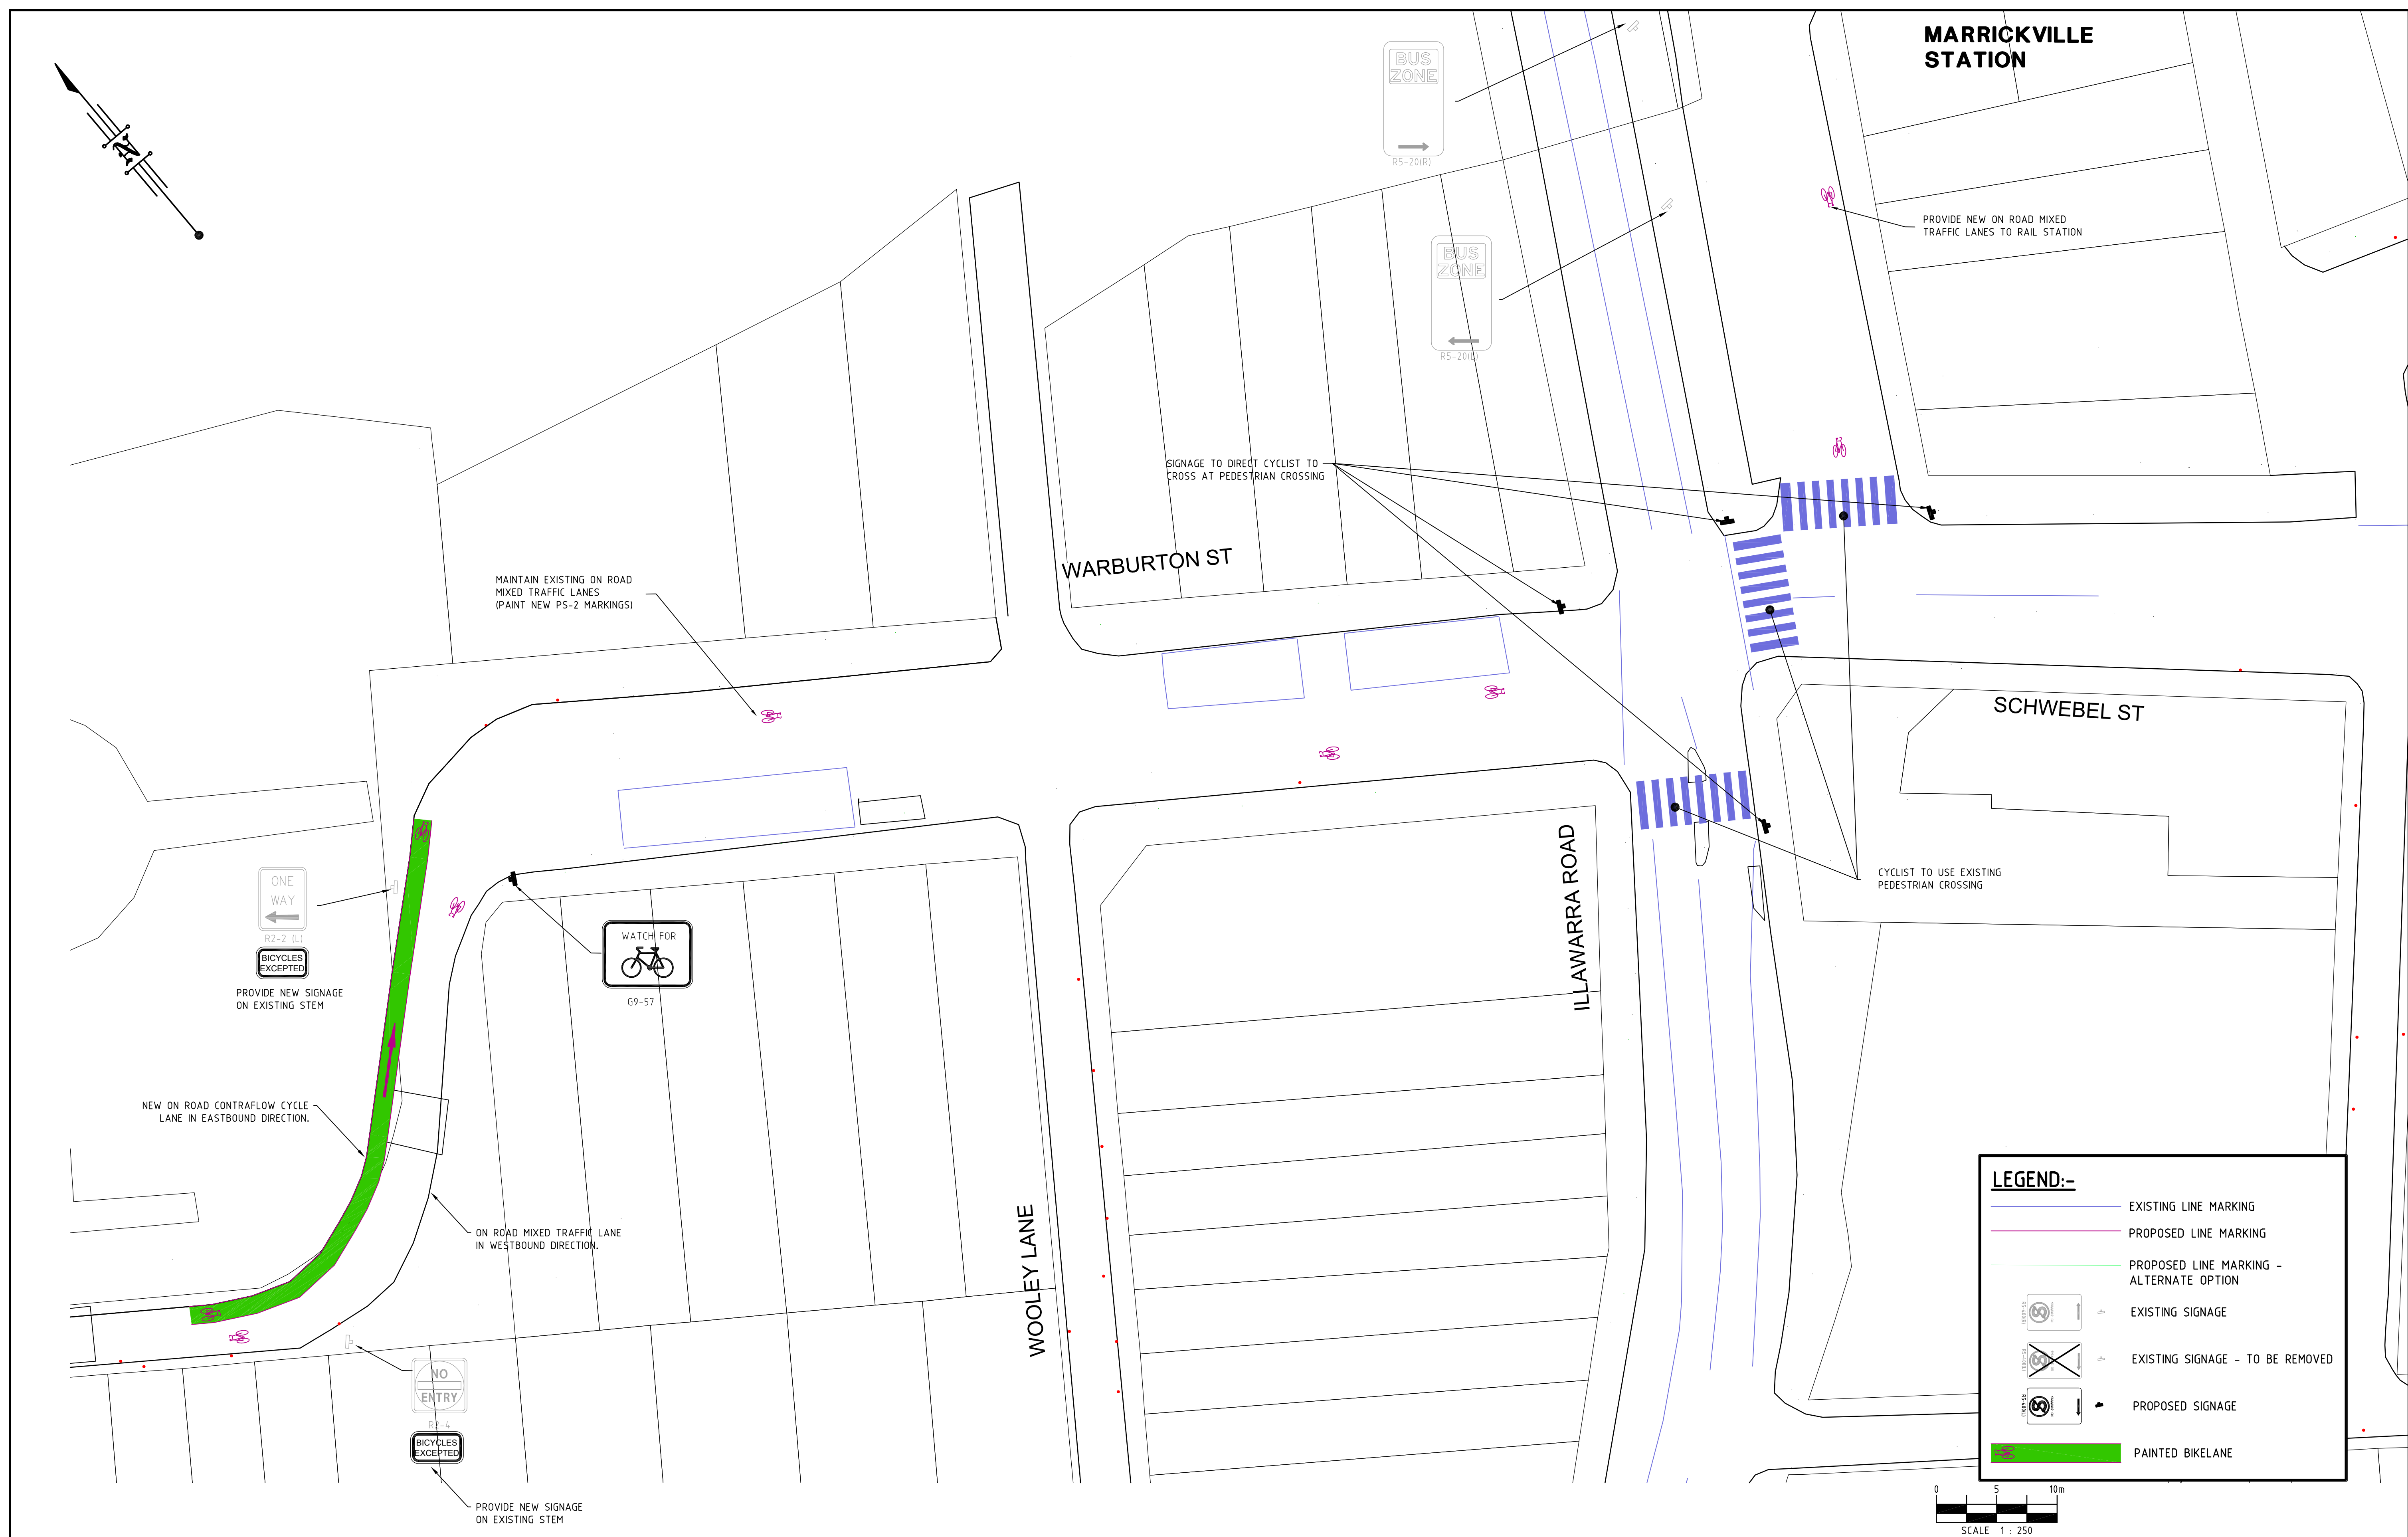 MARRICKVILLE
STATION
N
BUS
ZONE
R5-20(R)
BUS
ZONE
R5-20(L)
PROVIDE NEW ON ROAD MIXED
TRAFFIC LANES TO RAIL STATION
SIGNAGE TO DIRECT CYCLIST TO
CROSS AT PEDESTRIAN CROSSING
WARBURTON ST
MAINTAIN EXISTING ON ROAD
MIXED TRAFFIC LANES
(PAINT NEW PS-2 MARKINGS)
SCHWEBEL ST
ILLAWARRA ROAD
CYCLIST TO USE EXISTING
PEDESTRIAN CROSSING
ONE
WAY
R2-2 (L)
BICYCLES
EXCEPTED
PROVIDE NEW SIGNAGE
ON EXISTING STEM
WATCH FOR
G9-57
NEW ON ROAD CONTRAFLOW CYCLE
LANE IN EASTBOUND DIRECTION.
ON ROAD MIXED TRAFFIC LANE
IN WESTBOUND DIRECTION.
WOOLEY LANE
NO
ENTRY
R2-4
BICYCLES
EXCEPTED
PROVIDE NEW SIGNAGE
ON EXISTING STEM
LEGEND:-
EXISTING LINE MARKING
PROPOSED LINE MARKING
PROPOSED LINE MARKING -
ALTERNATE OPTION
EXISTING SIGNAGE
EXISTING SIGNAGE - TO BE REMOVED
PROPOSED SIGNAGE
PAINTED BIKELANE
0 5 10m
SCALE 1 : 250